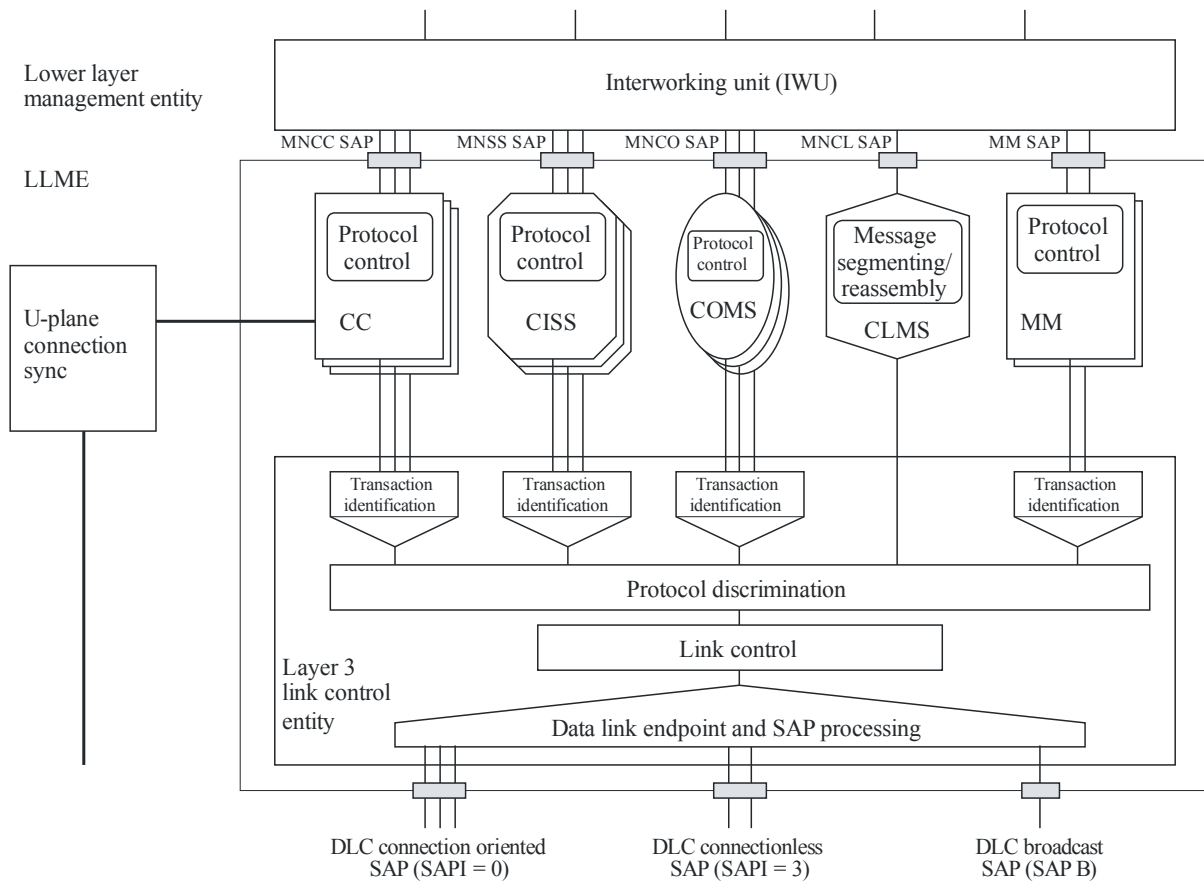 Lower layer
management entity
Interworking unit (IWU)
MNCC SAP
MNSS SAP
MNCO SAP
MNCL SAP
MM SAP
LLME
Protocol
control
CC
Protocol
control
CISS
Protocol
control
COMS
Message
segmenting/
reassembly
CLMS
Protocol
control
MM
U-plane
connection
sync
Transaction
identification
Transaction
identification
Transaction
identification
Transaction
identification
Protocol discrimination
Link control
Layer 3
link control
entity
Data link endpoint and SAP processing
DLC connection oriented
SAP (SAPI = 0)
DLC connectionless
SAP (SAPI = 3)
DLC broadcast
SAP (SAP B)